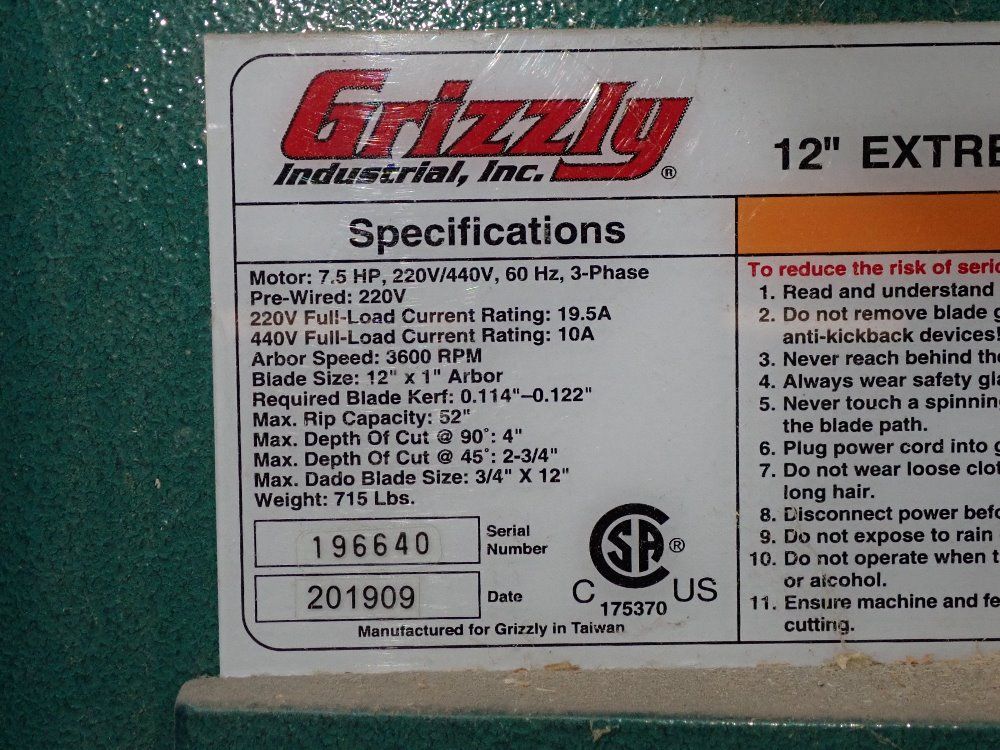 Grizzly ®
Industrial, Inc.
12" EXTRE
Specifications
Motor: 7.5 HP, 220V/440V, 60 Hz, 3-Phase
Pre-Wired: 220V
220V Full-Load Current Rating: 19.5A
440V Full-Load Current Rating: 10A
Arbor Speed: 3600 RPM
Blade Size: 12" x 1" Arbor
Required Blade Kerf: 0.114"–0.122"
Max. Rip Capacity: 52"
Max. Depth Of Cut @ 90°: 4"
Max. Depth Of Cut @ 45°: 2-3/4"
Max. Dado Blade Size: 3/4" X 12"
Weight: 715 Lbs.
196640 Serial Number
201909 Date
CSA ®
C US
175370
Manufactured for Grizzly in Taiwan
To reduce the risk of serio
1. Read and understand
2. Do not remove blade g
anti-kickback devices!
3. Never reach behind the
4. Always wear safety gla
5. Never touch a spinning
the blade path.
6. Plug power cord into g
7. Do not wear loose clot
long hair.
8. Disconnect power befo
9. Do not expose to rain
10. Do not operate when t
or alcohol.
11. Ensure machine and fe
cutting.